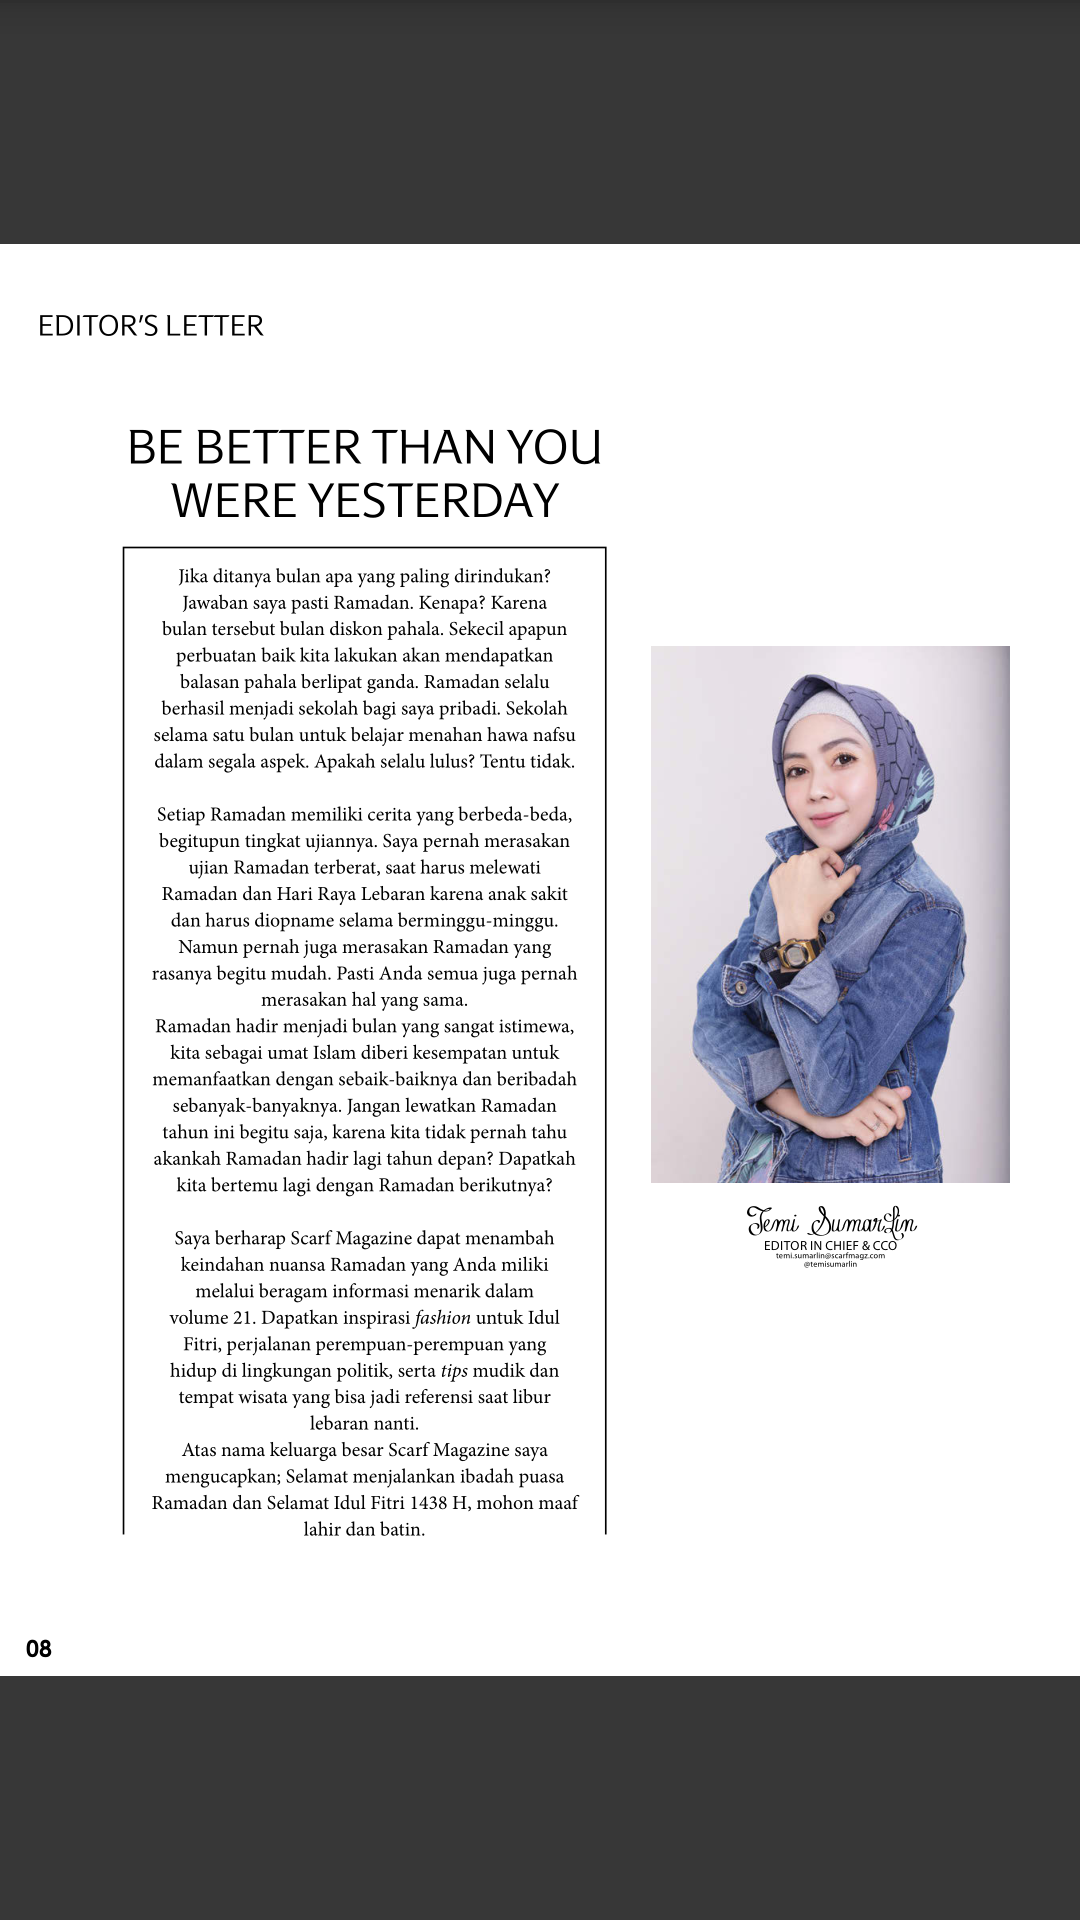 EDITOR’S LETTER
BE BETTER THAN YOU
WERE YESTERDAY
Jika ditanya bulan apa yang paling dirindukan?
Jawaban saya pasti Ramadan. Kenapa? Karena
bulan tersebut bulan diskon pahala. Sekecil apapun
perbuatan baik kita lakukan akan mendapatkan
balasan pahala berlipat ganda. Ramadan selalu
berhasil menjadi sekolah bagi saya pribadi. Sekolah
selama satu bulan untuk belajar menahan hawa nafsu
dalam segala aspek. Apakah selalu lulus? Tentu tidak.
Setiap Ramadan memiliki cerita yang berbeda-beda,
begitupun tingkat ujiannya. Saya pernah merasakan
ujian Ramadan terberat, saat harus melewati
Ramadan dan Hari Raya Lebaran karena anak sakit
dan harus diopname selama berminggu-minggu.
Namun pernah juga merasakan Ramadan yang
rasanya begitu mudah. Pasti Anda semua juga pernah
merasakan hal yang sama.
Ramadan hadir menjadi bulan yang sangat istimewa,
kita sebagai umat Islam diberi kesempatan untuk
memanfaatkan dengan sebaik-baiknya dan beribadah
sebanyak-banyaknya. Jangan lewatkan Ramadan
tahun ini begitu saja, karena kita tidak pernah tahu
akankah Ramadan hadir lagi tahun depan? Dapatkah
kita bertemu lagi dengan Ramadan berikutnya?
Saya berharap Scarf Magazine dapat menambah
keindahan nuansa Ramadan yang Anda miliki
melalui beragam informasi menarik dalam
volume 21. Dapatkan inspirasi fashion untuk Idul
Fitri, perjalanan perempuan-perempuan yang
hidup di lingkungan politik, serta tips mudik dan
tempat wisata yang bisa jadi referensi saat libur
lebaran nanti.
Atas nama keluarga besar Scarf Magazine saya
mengucapkan; Selamat menjalankan ibadah puasa
Ramadan dan Selamat Idul Fitri 1438 H, mohon maaf
lahir dan batin.
Temi Sumarlin
EDITOR IN CHIEF & CCO
temi.sumarlin@scarfmagz.com
@temisumarlin
08